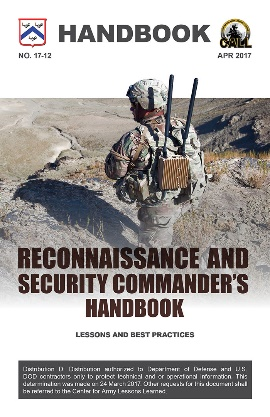 HANDBOOK
CALL
NO. 17-12
APR 2017
RECONNAISSANCE AND
SECURITY COMMANDER'S
HANDBOOK
LESSONS AND BEST PRACTICES
Distribution D: Distribution authorized to Department of Defense and U.S.
DOD contractors only to protect technical and or operational information. This
determination was made on 24 March 2017. Other requests for this document shall
be referred to the Center for Army Lessons Learned.